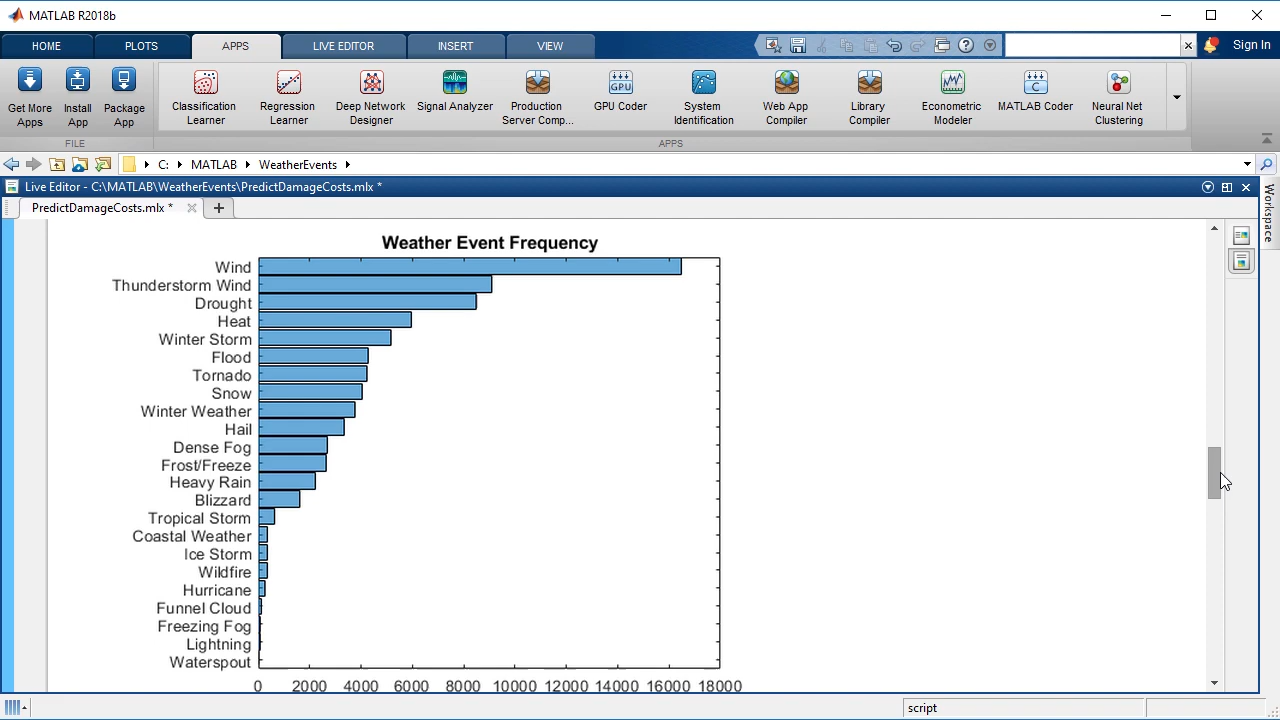 MATLAB R2018b
HOME PLOTS APPS LIVE EDITOR INSERT VIEW Sign In
Get More Apps
Install App
Package App
Classification Learner
Regression Learner
Deep Network Designer
Signal Analyzer
Production Server Comp...
GPU Coder
System Identification
Web App Compiler
Library Compiler
Econometric Modeler
MATLAB Coder
Neural Net Clustering
FILE APPS
C: MATLAB WeatherEvents
Live Editor - C:\MATLAB\WeatherEvents\PredictDamageCosts.mlx *
PredictDamageCosts.mlx *
Workspace
Weather Event Frequency
Wind
Thunderstorm Wind
Drought
Heat
Winter Storm
Flood
Tornado
Snow
Winter Weather
Hail
Dense Fog
Frost/Freeze
Heavy Rain
Blizzard
Tropical Storm
Coastal Weather
Ice Storm
Wildfire
Hurricane
Funnel Cloud
Freezing Fog
Lightning
Waterspout
0 2000 4000 6000 8000 10000 12000 14000 16000 18000
script